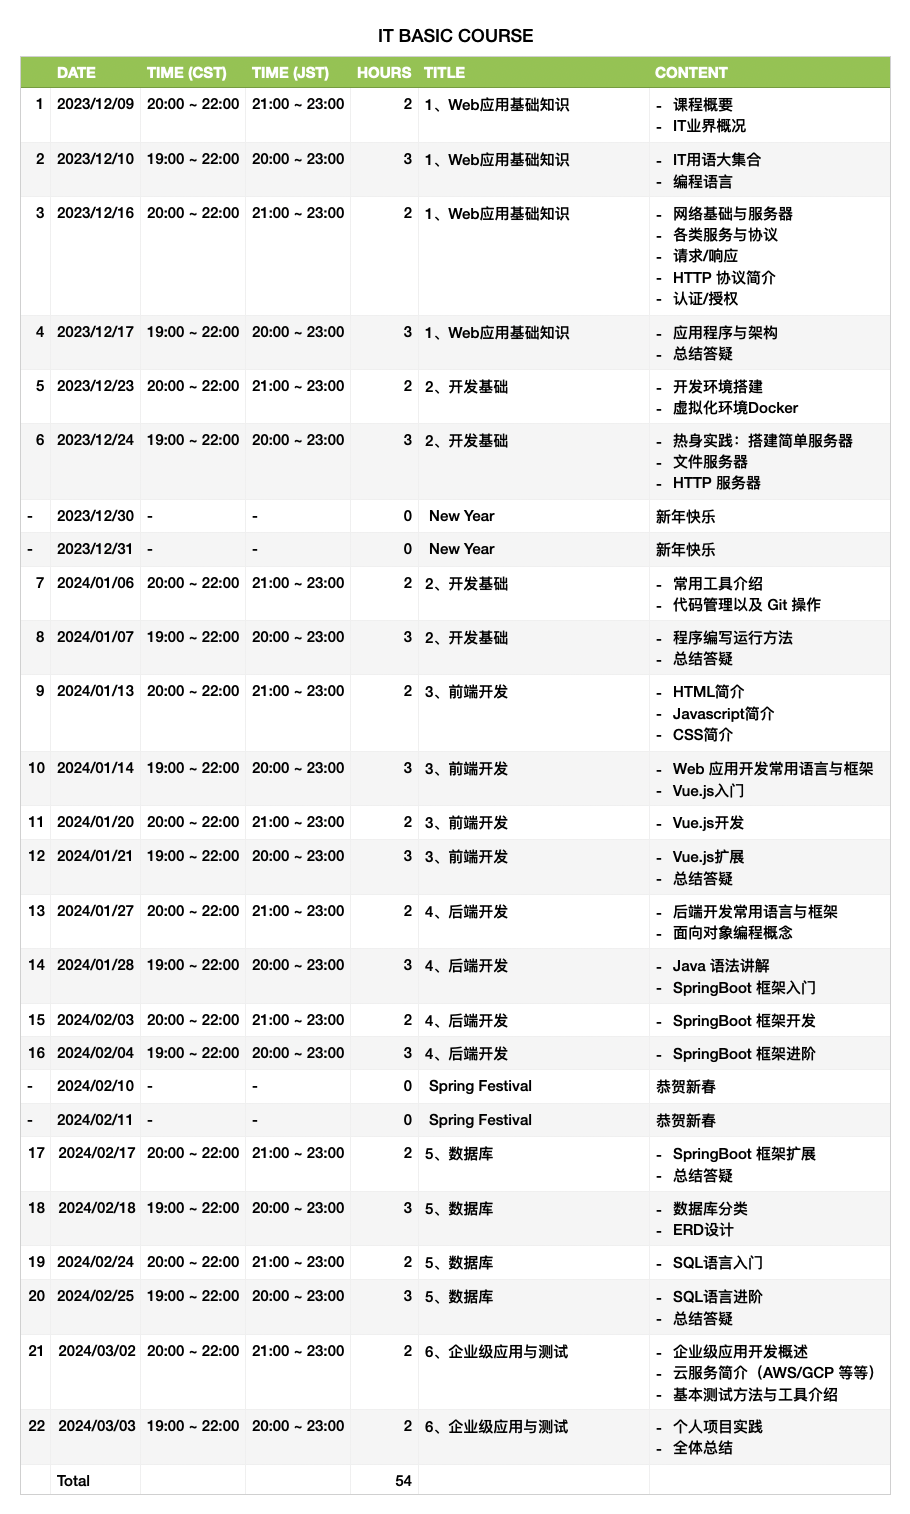 IT BASIC COURSE
DATE TIME (CST) TIME (JST) HOURS TITLE CONTENT
1 2023/12/09 20:00 ~ 22:00 21:00 ~ 23:00 2 1、Web应用基础知识 - 课程概要
- IT业界概况
2 2023/12/10 19:00 ~ 22:00 20:00 ~ 23:00 3 1、Web应用基础知识 - IT用语大集合
- 编程语言
3 2023/12/16 20:00 ~ 22:00 21:00 ~ 23:00 2 1、Web应用基础知识 - 网络基础与服务器
- 各类服务与协议
- 请求/响应
- HTTP 协议简介
- 认证/授权
4 2023/12/17 19:00 ~ 22:00 20:00 ~ 23:00 3 1、Web应用基础知识 - 应用程序与架构
- 总结答疑
5 2023/12/23 20:00 ~ 22:00 21:00 ~ 23:00 2 2、开发基础 - 开发环境搭建
- 虚拟化环境Docker
6 2023/12/24 19:00 ~ 22:00 20:00 ~ 23:00 3 2、开发基础 - 热身实践：搭建简单服务器
- 文件服务器
- HTTP 服务器
- 2023/12/30 - - 0 New Year 新年快乐
- 2023/12/31 - - 0 New Year 新年快乐
7 2024/01/06 20:00 ~ 22:00 21:00 ~ 23:00 2 2、开发基础 - 常用工具介绍
- 代码管理以及 Git 操作
8 2024/01/07 19:00 ~ 22:00 20:00 ~ 23:00 3 2、开发基础 - 程序编写运行方法
- 总结答疑
9 2024/01/13 20:00 ~ 22:00 21:00 ~ 23:00 2 3、前端开发 - HTML简介
- Javascript简介
- CSS简介
10 2024/01/14 19:00 ~ 22:00 20:00 ~ 23:00 3 3、前端开发 - Web 应用开发常用语言与框架
- Vue.js入门
11 2024/01/20 20:00 ~ 22:00 21:00 ~ 23:00 2 3、前端开发 - Vue.js开发
12 2024/01/21 19:00 ~ 22:00 20:00 ~ 23:00 3 3、前端开发 - Vue.js扩展
- 总结答疑
13 2024/01/27 20:00 ~ 22:00 21:00 ~ 23:00 2 4、后端开发 - 后端开发常用语言与框架
- 面向对象编程概念
14 2024/01/28 19:00 ~ 22:00 20:00 ~ 23:00 3 4、后端开发 - Java 语法讲解
- SpringBoot 框架入门
15 2024/02/03 20:00 ~ 22:00 21:00 ~ 23:00 2 4、后端开发 - SpringBoot 框架开发
16 2024/02/04 19:00 ~ 22:00 20:00 ~ 23:00 3 4、后端开发 - SpringBoot 框架进阶
- 2024/02/10 - - 0 Spring Festival 恭贺新春
- 2024/02/11 - - 0 Spring Festival 恭贺新春
17 2024/02/17 20:00 ~ 22:00 21:00 ~ 23:00 2 5、数据库 - SpringBoot 框架扩展
- 总结答疑
18 2024/02/18 19:00 ~ 22:00 20:00 ~ 23:00 3 5、数据库 - 数据库分类
- ERD设计
19 2024/02/24 20:00 ~ 22:00 21:00 ~ 23:00 2 5、数据库 - SQL语言入门
20 2024/02/25 19:00 ~ 22:00 20:00 ~ 23:00 3 5、数据库 - SQL语言进阶
- 总结答疑
21 2024/03/02 20:00 ~ 22:00 21:00 ~ 23:00 2 6、企业级应用与测试 - 企业级应用开发概述
- 云服务简介（AWS/GCP 等等）
- 基本测试方法与工具介绍
22 2024/03/03 19:00 ~ 22:00 20:00 ~ 23:00 2 6、企业级应用与测试 - 个人项目实践
- 全体总结
Total 54